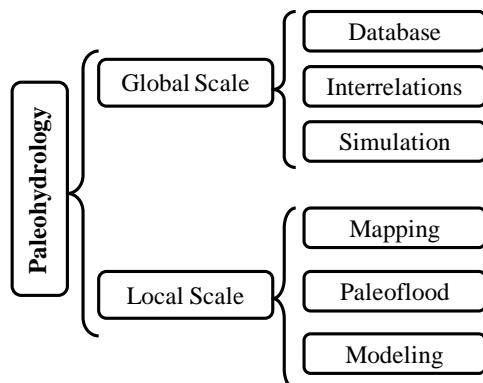 Paleohydrology
Global Scale
Database
Interrelations
Simulation
Local Scale
Mapping
Paleoflood
Modeling